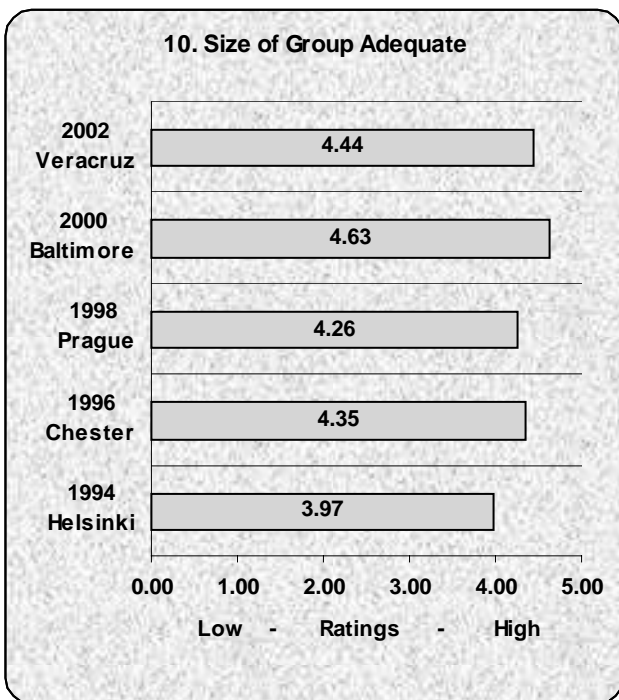 10. Size of Group Adequate
2002
Veracruz
4.44
2000
Baltimore
4.63
1998
Prague
4.26
1996
Chester
4.35
1994
Helsinki
3.97
0.00 1.00 2.00 3.00 4.00 5.00
Low - Ratings - High